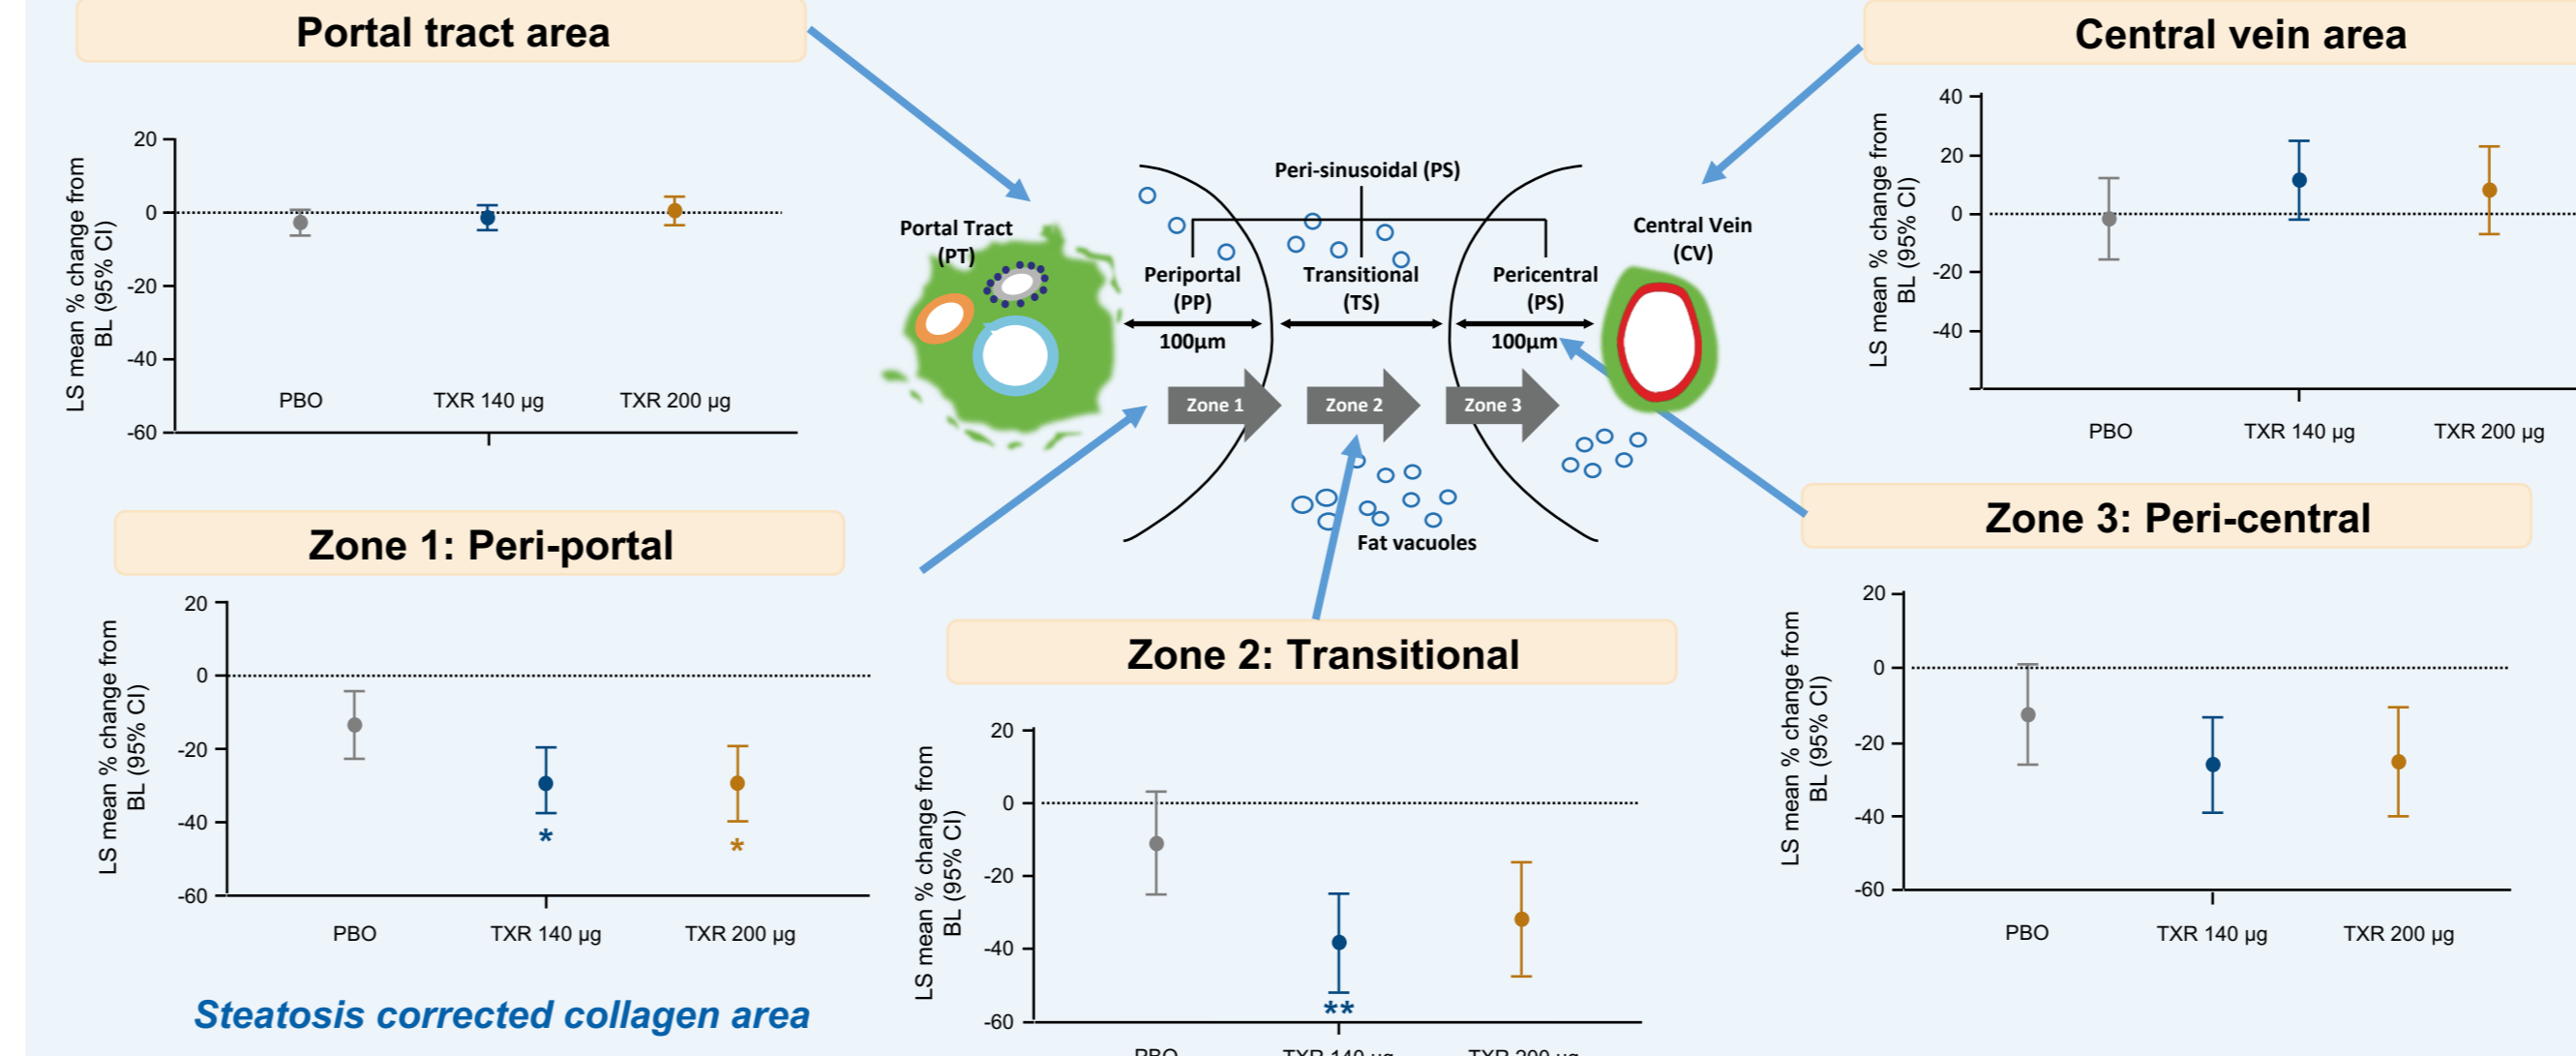 Portal tract area
LS mean % change from
BL (95% CI)
20
0
-20
-40
-60
PBO
TXR 140 µg
TXR 200 µg
Portal Tract
(PT)
Peri-sinusoidal (PS)
Periportal
(PP)
Transitional
(TS)
Pericentral
(PS)
100µm
100µm
Central Vein
(CV)
Zone 1
Zone 2
Zone 3
Fat vacuoles
Central vein area
LS mean % change from
BL (95% CI)
40
20
0
-20
-40
PBO
TXR 140 µg
TXR 200 µg
Zone 1: Peri-portal
LS mean % change from
BL (95% CI)
20
0
-20
-40
-60
*
*
PBO
TXR 140 µg
TXR 200 µg
Zone 2: Transitional
LS mean % change from
BL (95% CI)
20
0
-20
-40
-60
**
PBO
TXR 140 µg
TXR 200 µg
Zone 3: Peri-central
LS mean % change from
BL (95% CI)
20
0
-20
-40
-60
PBO
TXR 140 µg
TXR 200 µg
Steatosis corrected collagen area